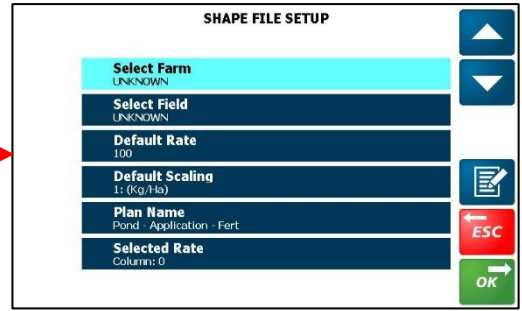 SHAPE FILE SETUP
Select Farm
UNKNOWN
Select Field
UNKNOWN
Default Rate
100
Default Scaling
1: (Kg/Ha)
Plan Name
Pond - Application - Fert
Selected Rate
Column: 0
ESC
OK